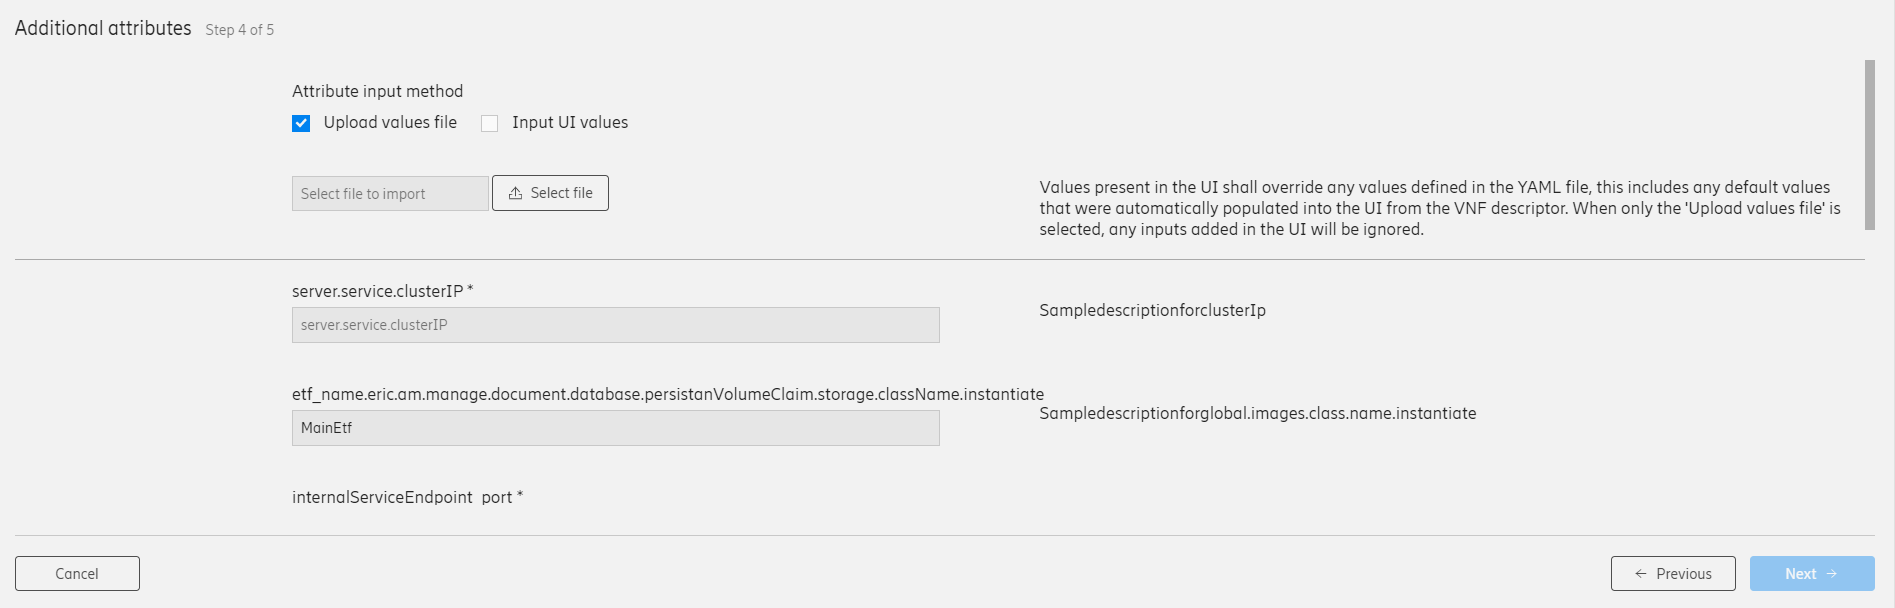 Additional attributes Step 4 of 5
Attribute input method
Upload values file Input UI values
Select file to import Select file
Values present in the UI shall override any values defined in the YAML file, this includes any default values
that were automatically populated into the UI from the VNF descriptor. When only the 'Upload values file' is
selected, any inputs added in the UI will be ignored.
server.service.clusterIP *
server.service.clusterIP
SampledescriptionforclusterIp
etf_name.eric.am.manage.document.database.persistanVolumeClaim.storage.className.instantiate
MainEtf
Sampledescriptionforglobal.images.class.name.instantiate
internalServiceEndpoint port *
Cancel
Previous
Next